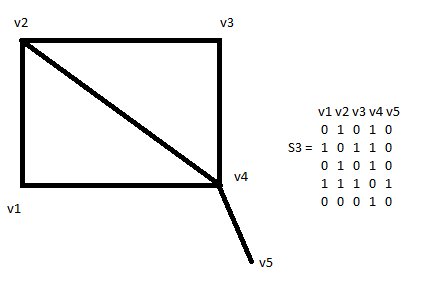 v2
v3
v1 v2 v3 v4 v5
0 1 0 1 0
S3 = 1 0 1 1 0
0 1 0 1 0
v4
1 1 1 0 1
0 0 0 1 0
v1
v5